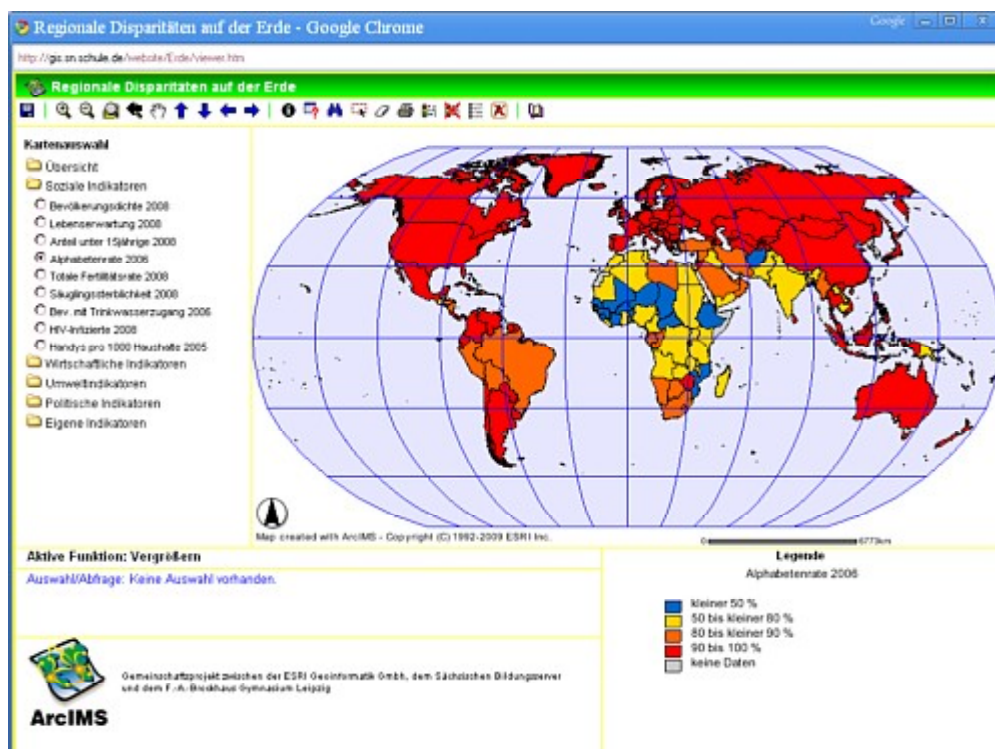 Regionale Disparitäten auf der Erde - Google Chrome
Google
http://gis.sn.schule.de/website/Erde/viewer.htm
Regionale Disparitäten auf der Erde
Kartenauswahl
Übersicht
Soziale Indikatoren
Bevölkerungsdichte 2008
Lebenserwartung 2008
Anteil unter 15jährige 2008
Alphabetenrate 2006
Totale Fertilitätsrate 2008
Säuglingssterblichkeit 2008
Bev. mit Trinkwasserzugang 2006
HIV-Infizierte 2008
Handys pro 1000 Haushalte 2005
Wirtschaftliche Indikatoren
Umweltindikatoren
Politische Indikatoren
Eigene Indikatoren
Map created with ArcIMS - Copyright (C) 1992-2009 ESRI Inc.
0 6773km
Aktive Funktion: Vergrößern
Auswahl/Abfrage: Keine Auswahl vorhanden.
Legende
Alphabetenrate 2006
kleiner 50 %
50 bis kleiner 80 %
80 bis kleiner 90 %
90 bis 100 %
keine Daten
Gemeinschaftsprojekt zwischen der ESRI Geoinformatik Gmbh, dem Sächsischen Bildungsserver
und dem F.-A.-Brockhaus Gymnasium Leipzig
ArcIMS